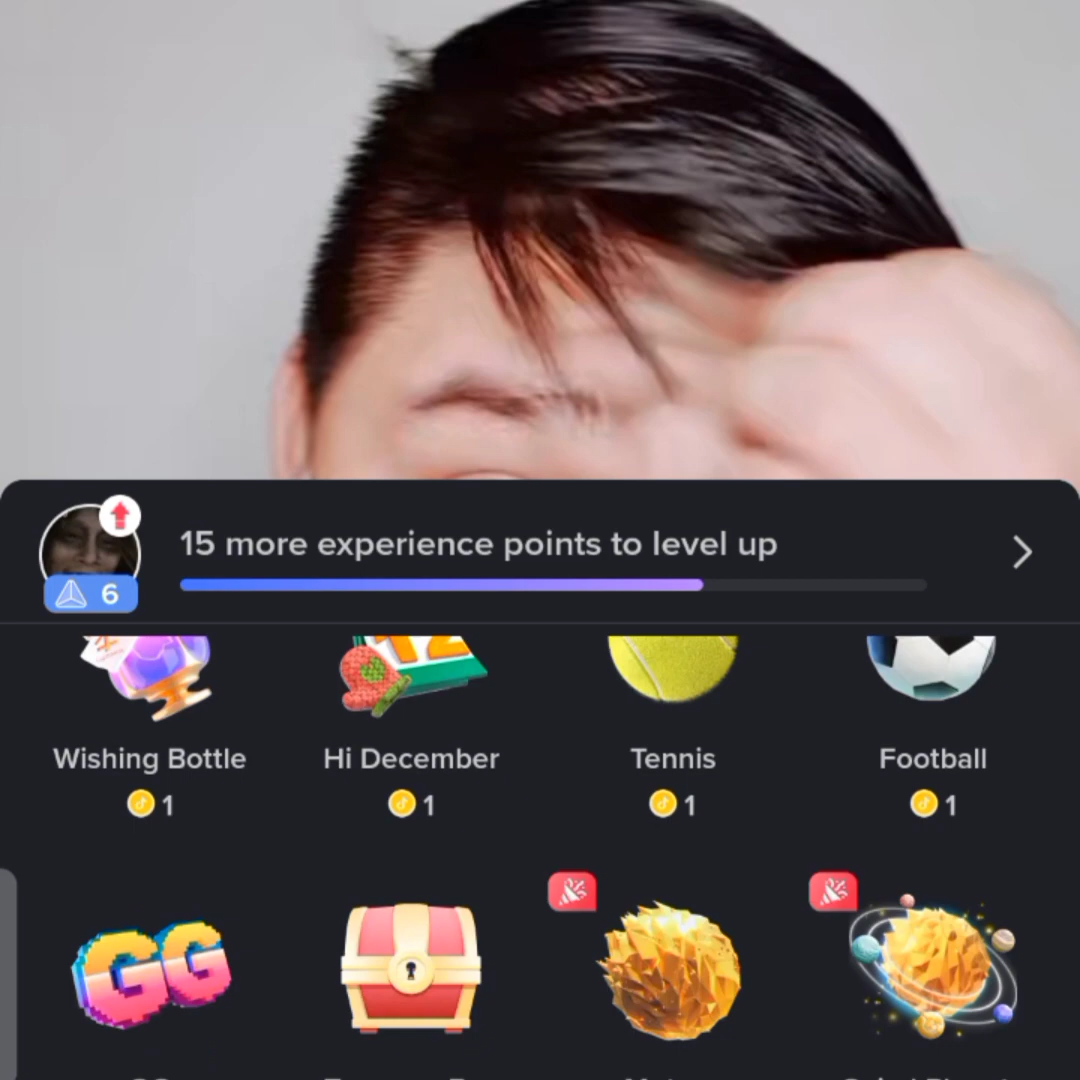 15 more experience points to level up
6
12
Wishing Bottle
Hi December
Tennis
Football
1
1
1
1
GG